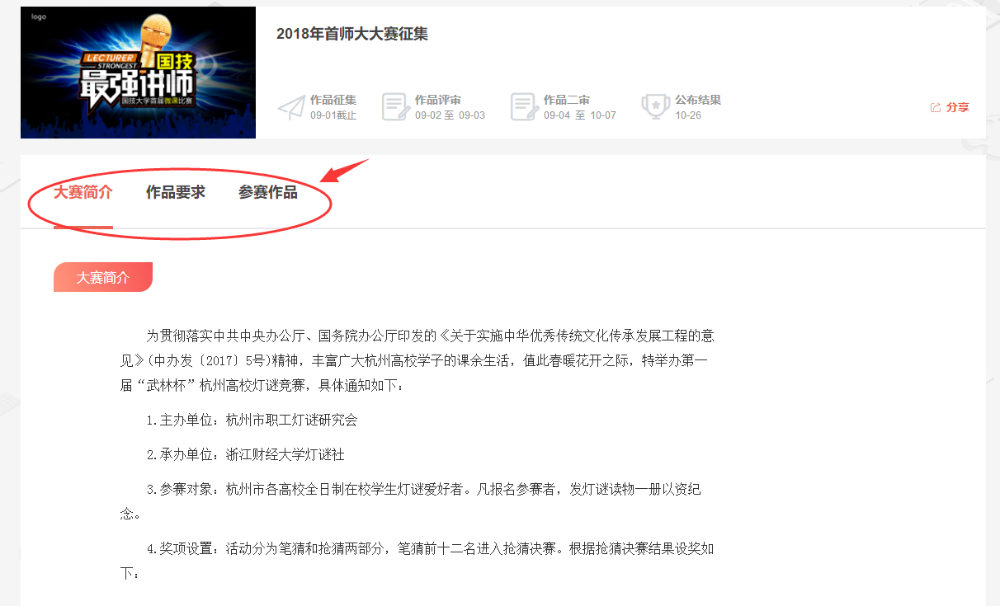 logo
LECTURER
STRONGEST
国技
最强讲师
国技大学首届微课比赛
2018年首师大大赛征集
作品征集
09-01截止
作品评审
09-02 至 09-03
作品二审
09-04 至 10-07
公布结果
10-26
分享
大赛简介 作品要求 参赛作品
大赛简介
为贯彻落实中共中央办公厅、国务院办公厅印发的《关于实施中华优秀传统文化传承发展工程的意
见》(中办发〔2017〕5号)精神，丰富广大杭州高校学子的课余生活，值此春暖花开之际，特举办第一
届“武林杯”杭州高校灯谜竞赛，具体通知如下：
1.主办单位：杭州市职工灯谜研究会
2.承办单位：浙江财经大学灯谜社
3.参赛对象：杭州市各高校全日制在校学生灯谜爱好者。凡报名参赛者，发灯谜读物一册以资纪
念。
4.奖项设置：活动分为笔猜和抢猜两部分，笔猜前十二名进入抢猜决赛。根据抢猜决赛结果设奖如
下：